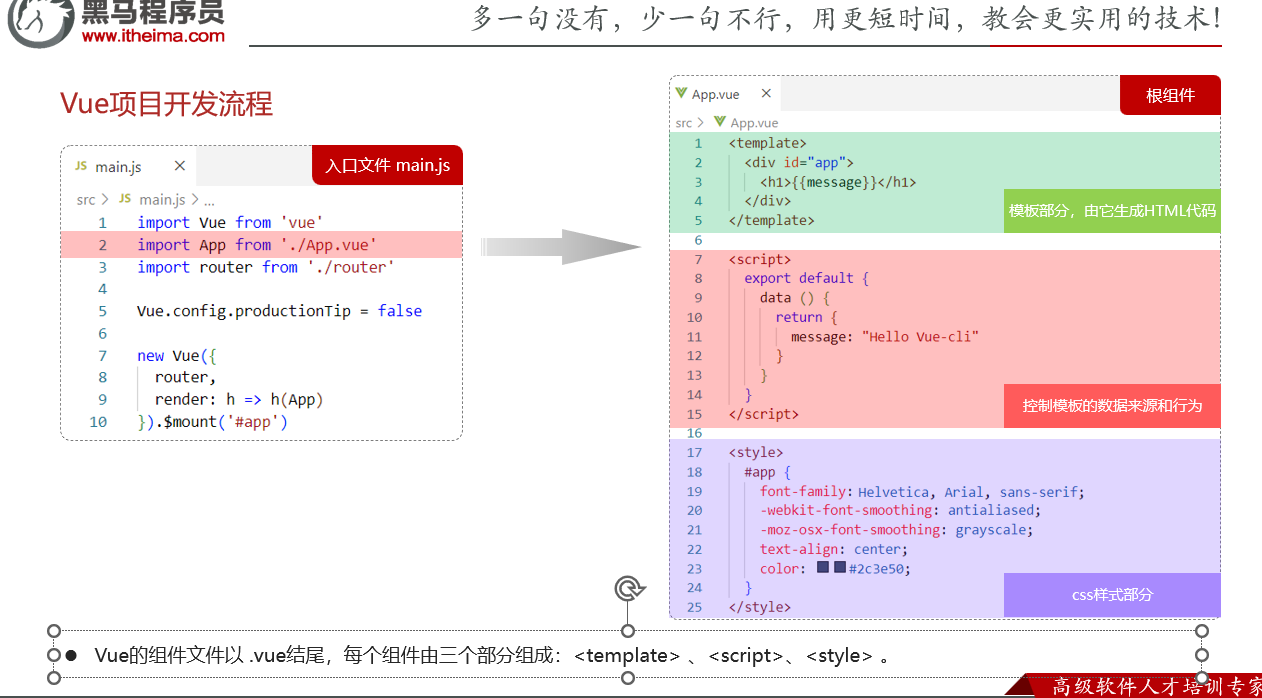 黑马程序员
www.itheima.com
多一句没有，少一句不行，用更短时间，教会更实用的技术！
Vue项目开发流程
JS main.js ×
入口文件 main.js
src > JS main.js > ...
1 import Vue from 'vue'
2 import App from './App.vue'
3 import router from './router'
4
5 Vue.config.productionTip = false
6
7 new Vue({
8 router,
9 render: h => h(App)
10 }).$mount('#app')
App.vue ×
根组件
src > App.vue
1 <template>
2 <div id="app">
3 <h1>{{message}}</h1>
4 </div>
5 </template>
模板部分，由它生成HTML代码
6
7 <script>
8 export default {
9 data () {
10 return {
11 message: "Hello Vue-cli"
12 }
13 }
14 }
15 </script>
控制模板的数据来源和行为
16
17 <style>
18 #app {
19 font-family: Helvetica, Arial, sans-serif;
20 -webkit-font-smoothing: antialiased;
21 -moz-osx-font-smoothing: grayscale;
22 text-align: center;
23 color: #2c3e50;
24 }
25 </style>
css样式部分
● Vue的组件文件以 .vue结尾，每个组件由三个部分组成：<template> 、<script>、<style> 。
高级软件人才培训专家